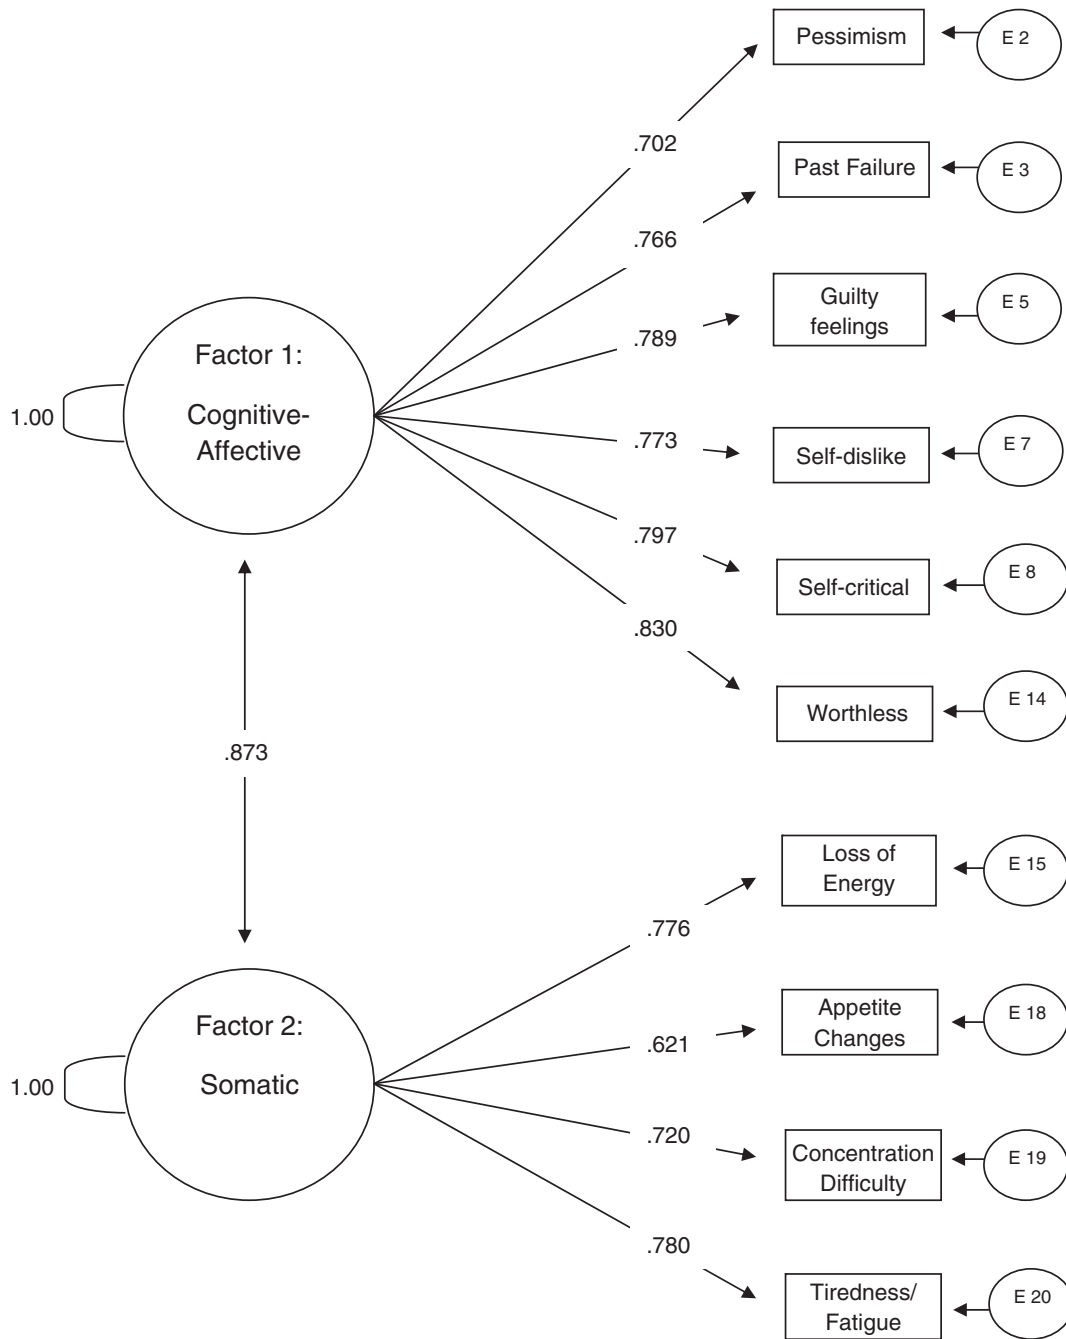 Pessimism
E 2
.702
Past Failure
E 3
.766
Guilty
feelings
E 5
.789
Factor 1:
Cognitive-
Affective
1.00
Self-dislike
E 7
.773
Self-critical
E 8
.797
Worthless
E 14
.830
.873
Loss of
Energy
E 15
.776
Factor 2:
Somatic
1.00
Appetite
Changes
E 18
.621
Concentration
Difficulty
E 19
.720
Tiredness/
Fatigue
E 20
.780